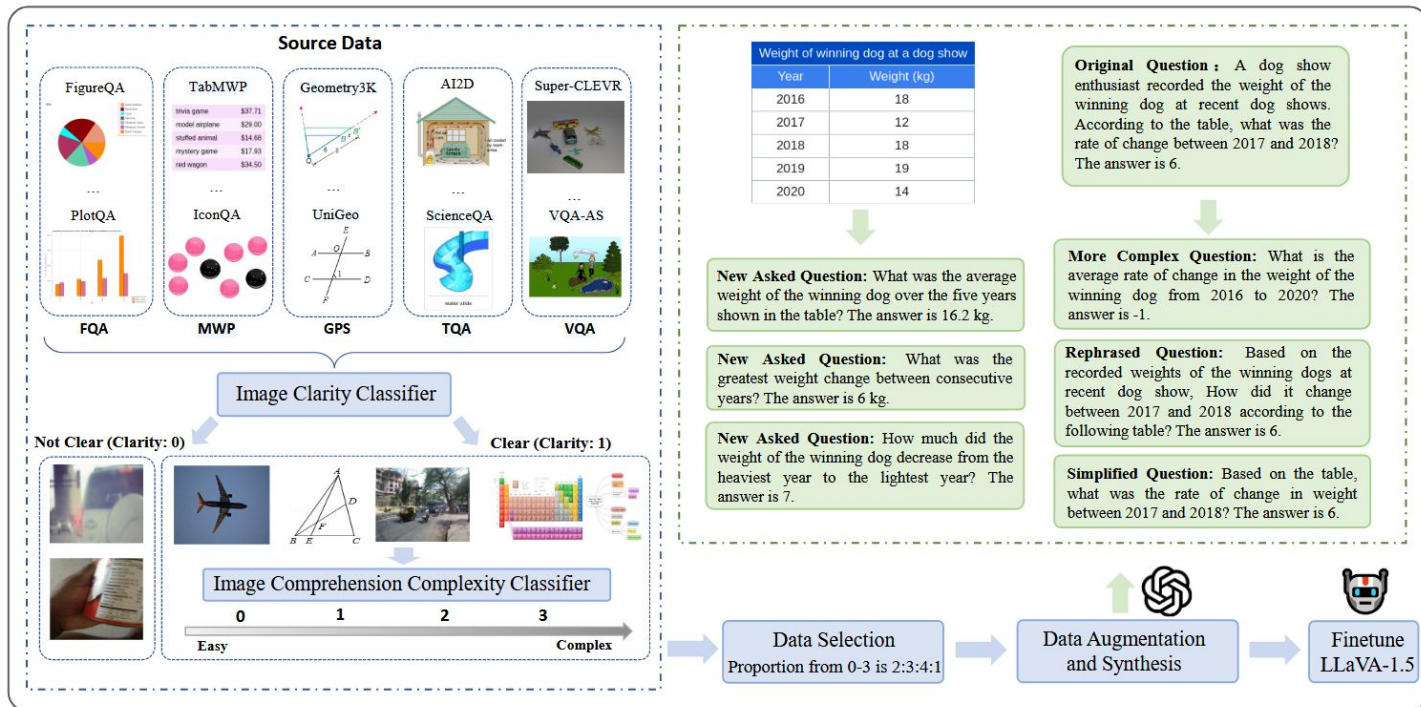 Source Data
FigureQA
TabMWP
trivia game $37.71
model airplane $29.00
stuffed animal $14.68
mystery game $17.93
red wagon $34.50
Geometry3K
AI2D
Super-CLEVR
...
...
...
...
PlotQA
IconQA
UniGeo
E
Q
A
B
C
1
D
F
ScienceQA
water slide
VQA-AS
FQA
MWP
GPS
TQA
VQA
Image Clarity Classifier
Not Clear (Clarity: 0)
Clear (Clarity: 1)
A
D
F
B
E
C
Image Comprehension Complexity Classifier
0 1 2 3
Easy
Complex
Weight of winning dog at a dog show
Year Weight (kg)
2016 18
2017 12
2018 18
2019 19
2020 14
New Asked Question: What was the average
weight of the winning dog over the five years
shown in the table? The answer is 16.2 kg.
New Asked Question: What was the
greatest weight change between consecutive
years? The answer is 6 kg.
New Asked Question: How much did the
weight of the winning dog decrease from the
heaviest year to the lightest year? The
answer is 7.
Original Question : A dog show
enthusiast recorded the weight of the
winning dog at recent dog shows.
According to the table, what was the
rate of change between 2017 and 2018?
The answer is 6.
More Complex Question: What is the
average rate of change in the weight of the
winning dog from 2016 to 2020? The
answer is -1.
Rephrased Question: Based on the
recorded weights of the winning dogs at
recent dog show, How did it change
between 2017 and 2018 according to the
following table? The answer is 6.
Simplified Question: Based on the table,
what was the rate of change in weight
between 2017 and 2018? The answer is 6.
Data Selection
Proportion from 0-3 is 2:3:4:1
Data Augmentation
and Synthesis
Finetune
LLaVA-1.5